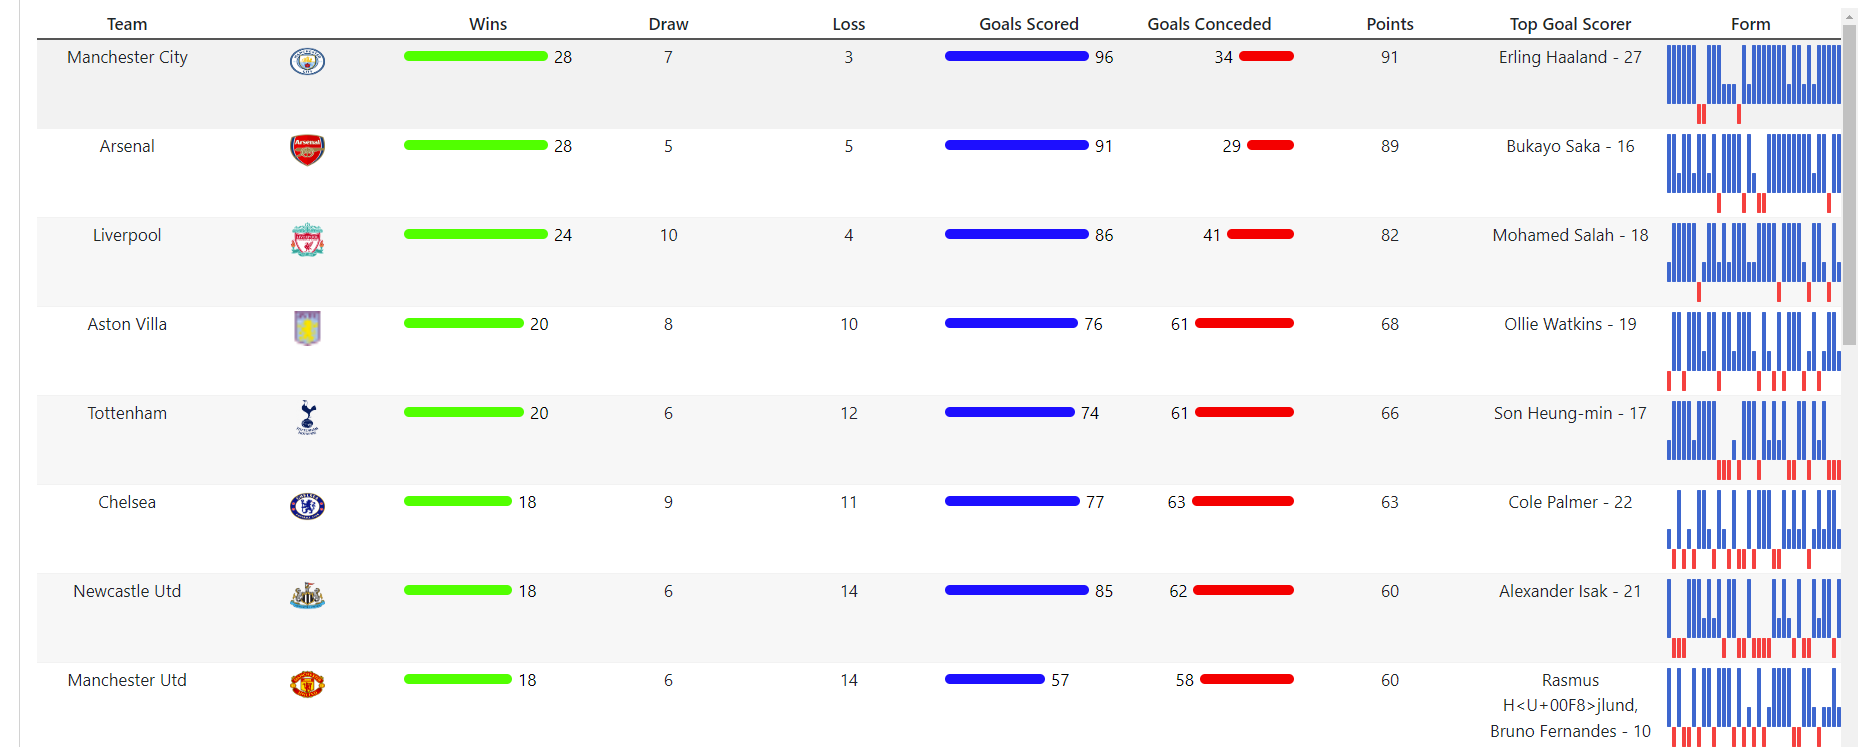 Team Wins Draw Loss Goals Scored Goals Conceded Points Top Goal Scorer Form
Manchester City 28 7 3 96 34 91 Erling Haaland - 27
Arsenal 28 5 5 91 29 89 Bukayo Saka - 16
Liverpool 24 10 4 86 41 82 Mohamed Salah - 18
Aston Villa 20 8 10 76 61 68 Ollie Watkins - 19
Tottenham 20 6 12 74 61 66 Son Heung-min - 17
Chelsea 18 9 11 77 63 63 Cole Palmer - 22
Newcastle Utd 18 6 14 85 62 60 Alexander Isak - 21
Manchester Utd 18 6 14 57 58 60 Rasmus
H<U+00F8>jlund,
Bruno Fernandes - 10